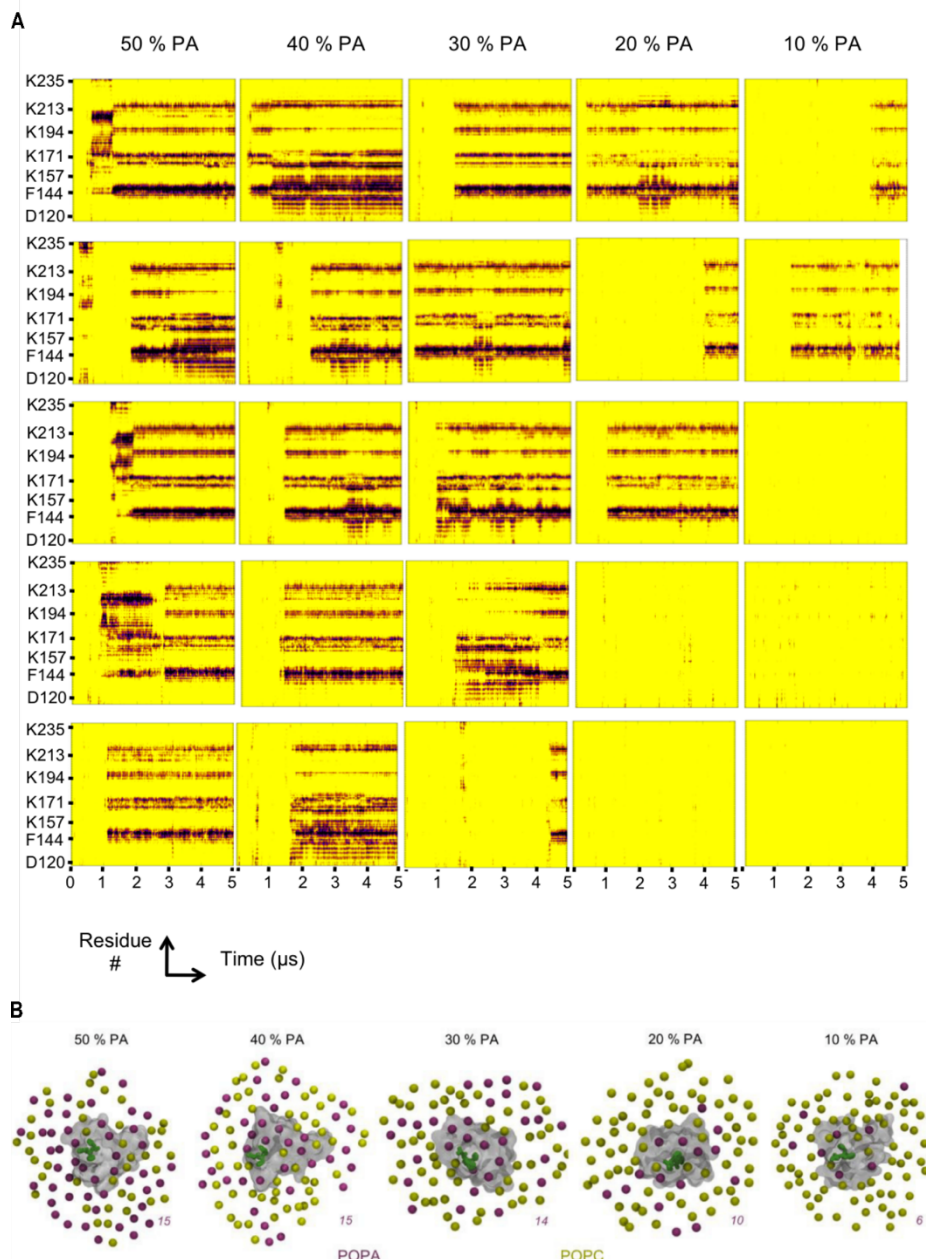 A
50 % PA 40 % PA 30 % PA 20 % PA 10 % PA
K235
K213
K194
K171
K157
F144
D120
K235
K213
K194
K171
K157
F144
D120
K235
K213
K194
K171
K157
F144
D120
K235
K213
K194
K171
K157
F144
D120
K235
K213
K194
K171
K157
F144
D120
0 1 2 3 4 5 1 2 3 4 5 1 2 3 4 5 1 2 3 4 5 1 2 3 4 5
Residue
# Time (µs)
B
50 % PA 40 % PA 30 % PA 20 % PA 10 % PA
15 15 14 10 6
POPA POPC